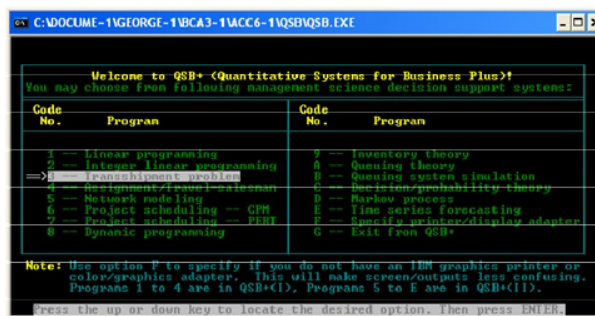 C:\DOCUME~1\GEORGE~1\BCA3-1\ACC6-1\QSB\QSB.EXE
Welcome to QSB+ (Quantitative Systems for Business Plus)!
You may choose from following management science decision support systems:
Code Code
No. Program No. Program
1 -- Linear programming 9 -- Inventory theory
2 -- Integer linear programming A -- Queuing theory
==>3 -- Transshipment problem B -- Queuing system simulation
4 -- Assignment/Travel-salesman C -- Decision/probability theory
5 -- Network modeling D -- Markov process
6 -- Project scheduling -- CPM E -- Time series forecasting
7 -- Project scheduling -- PERT F -- Specify printer/display adapter
8 -- Dynamic programming G -- Exit from QSB+
Note: Use option F to specify if you do not have an IBM graphics printer or
color/graphics adapter. This will make screen/outputs less confusing.
Programs 1 to 4 are in QSB+(I), Programs 5 to E are in QSB+(II).
Press the up or down key to locate the desired option. Then press ENTER.